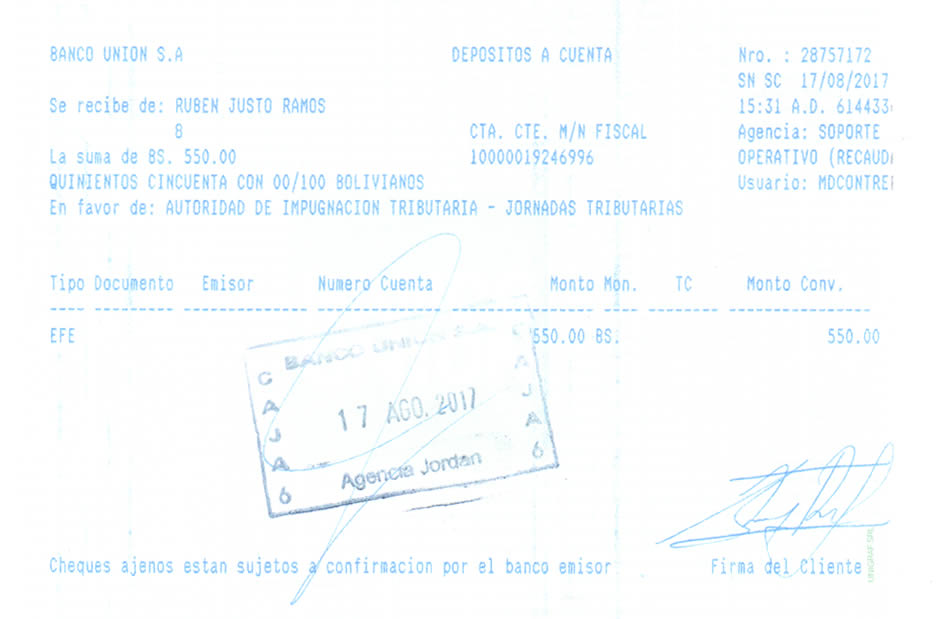 BANCO UNION S.A DEPOSITOS A CUENTA Nro. : 28757172
SN SC 17/08/2017
Se recibe de: RUBEN JUSTO RAMOS 15:31 A.D. 614433
8 CTA. CTE. M/N FISCAL Agencia: SOPORTE
La suma de BS. 550.00 10000019246996 OPERATIVO (RECAUD
QUINIENTOS CINCUENTA CON 00/100 BOLIVIANOS Usuario: MDCONTRE
En favor de: AUTORIDAD DE IMPUGNACION TRIBUTARIA - JORNADAS TRIBUTARIAS
Tipo Documento Emisor Numero Cuenta Monto Mon. TC Monto Conv.
EFE 550.00 BS. 550.00
BANCO UNION S.A.
CAJA 6 CAJA 6
17 AGO. 2017
Agencia Jordan
Cheques ajenos estan sujetos a confirmacion por el banco emisor Firma del Cliente
UNIGRAF SRL